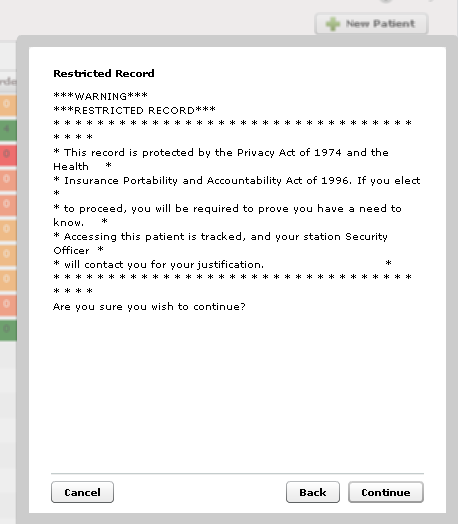 New Patient
Restricted Record
***WARNING***
***RESTRICTED RECORD***
* * * * * * * * * * * * * * * * * * * * * * * * * * * * * * * * *
* * * *
* This record is protected by the Privacy Act of 1974 and the
Health    *
* Insurance Portability and Accountability Act of 1996. If you elect
*
* to proceed, you will be required to prove you have a need to
know.    *
* Accessing this patient is tracked, and your station Security
Officer  *
* will contact you for your justification.                              *
* * * * * * * * * * * * * * * * * * * * * * * * * * * * * * * * *
* * * *
Are you sure you wish to continue?
Cancel
Back
Continue